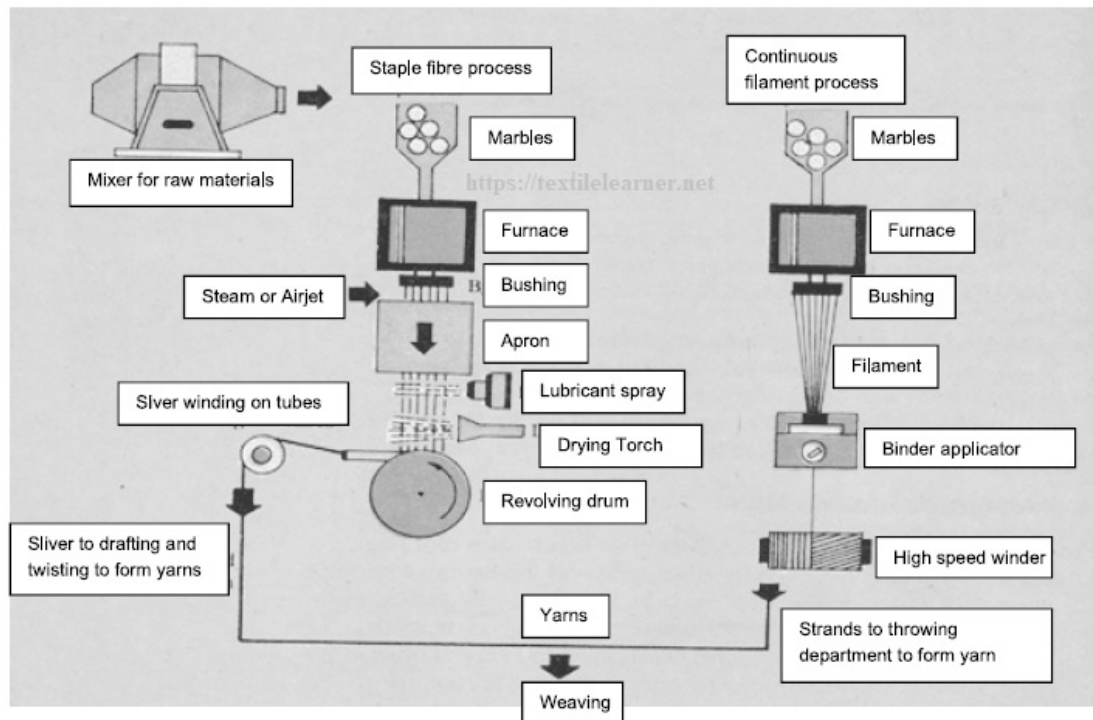 Staple fibre process
Continuous
filament process
Marbles
Marbles
Mixer for raw materials
https://textilelearner.net
Furnace
Furnace
Steam or Airjet
B
Bushing
Bushing
Apron
Filament
Lubricant spray
Slver winding on tubes
Drying Torch
Binder applicator
Revolving drum
Sliver to drafting and
twisting to form yarns
High speed winder
Yarns
Strands to throwing
department to form yarn
Weaving